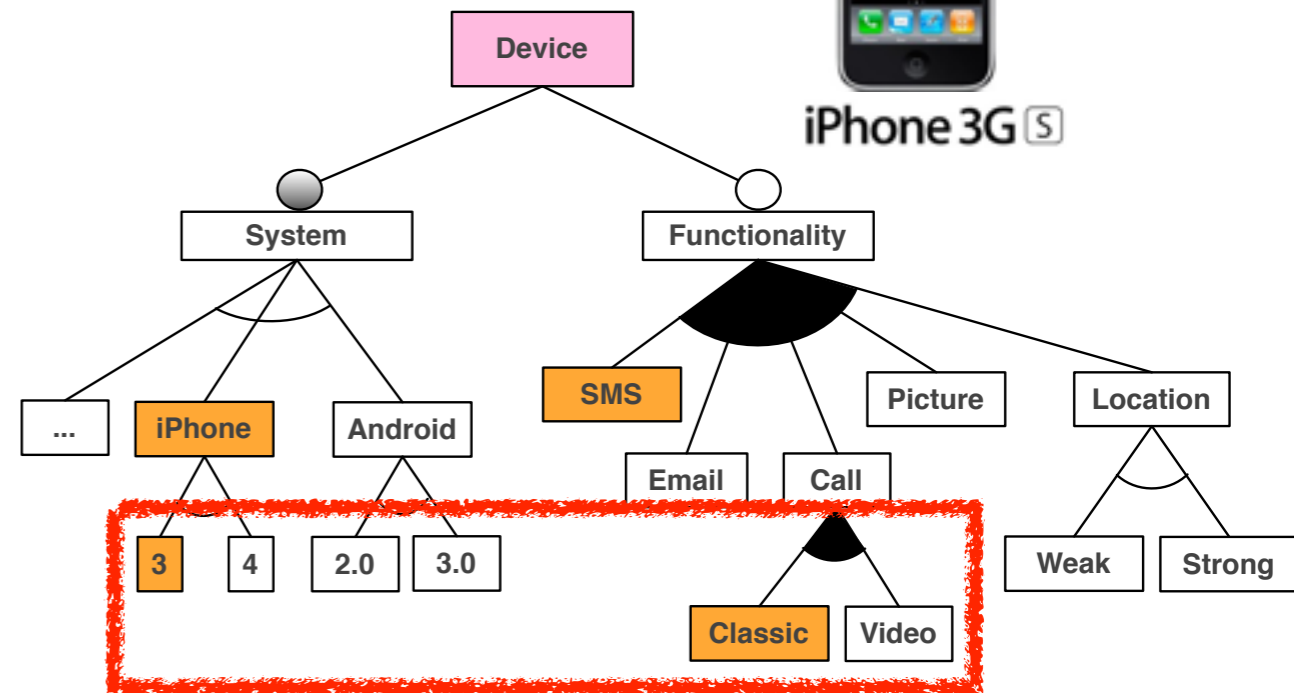 Device
iPhone 3G S
System
Functionality
...
iPhone
Android
SMS
Picture
Location
Email
Call
3
4
2.0
3.0
Weak
Strong
Classic
Video